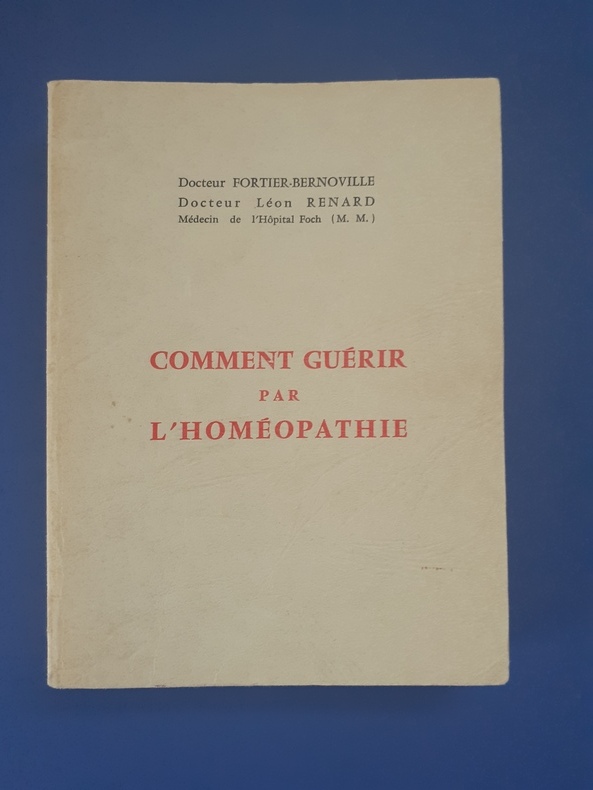 Docteur FORTIER-BERNOVILLE
Docteur Léon RENARD
Médecin de l'Hôpital Foch (M. M.)
COMMENT GUÉRIR
PAR
L'HOMÉOPATHIE